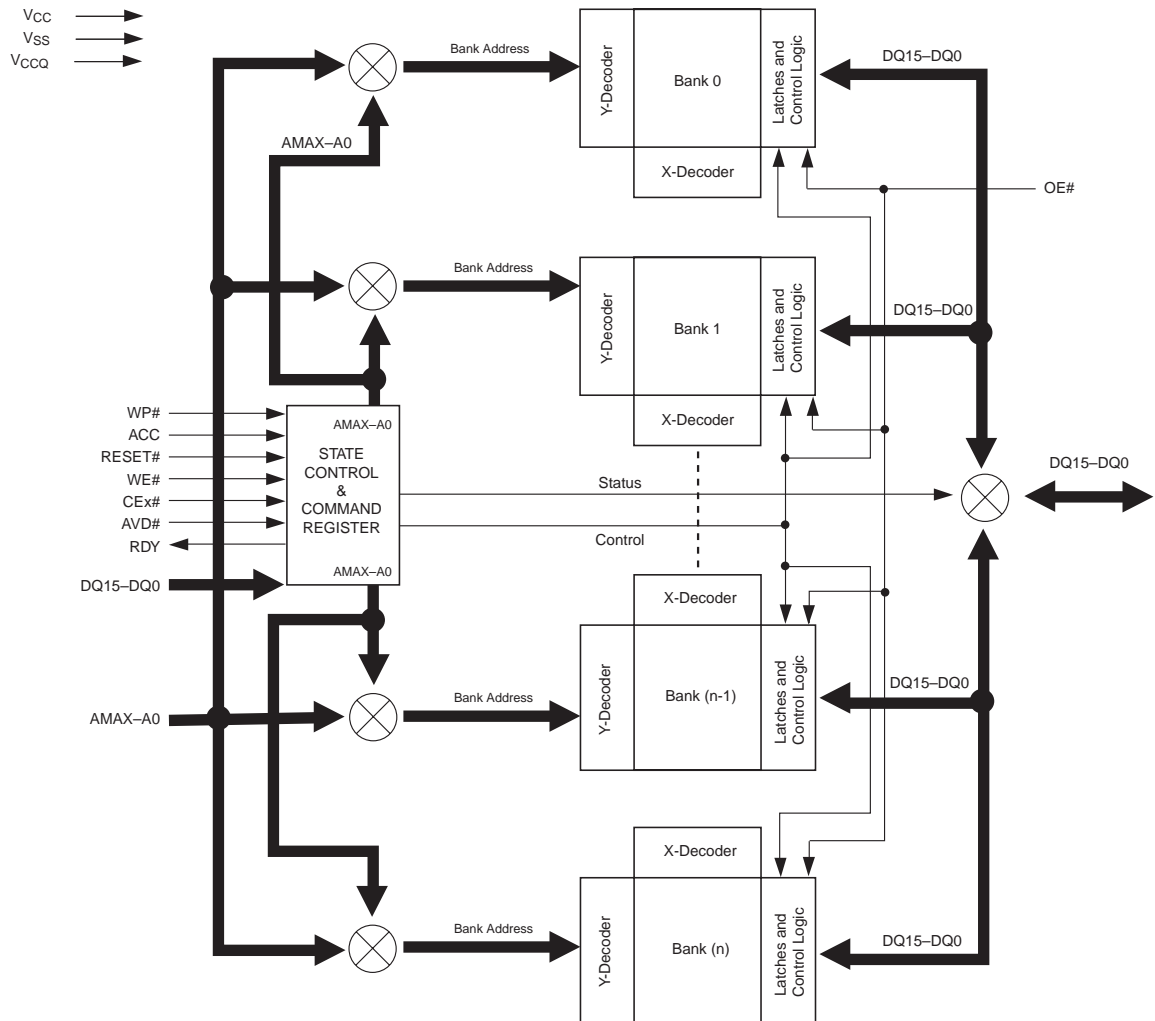 VCC
VSS
VCCQ
Bank Address
Y-Decoder
Bank 0
Latches and
Control Logic
DQ15–DQ0
AMAX–A0
X-Decoder
OE#
Bank Address
Y-Decoder
Bank 1
Latches and
Control Logic
DQ15–DQ0
X-Decoder
WP#
ACC
RESET#
WE#
CEx#
AVD#
RDY
DQ15–DQ0
AMAX–A0
STATE
CONTROL
&
COMMAND
REGISTER
AMAX–A0
Status
Control
DQ15–DQ0
X-Decoder
AMAX–A0
Bank Address
Y-Decoder
Bank (n-1)
Latches and
Control Logic
DQ15–DQ0
X-Decoder
Bank Address
Y-Decoder
Bank (n)
Latches and
Control Logic
DQ15–DQ0